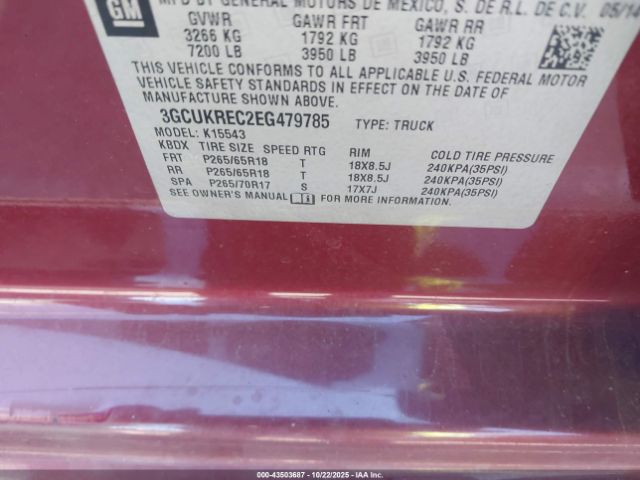 GM
MFD BY GENERAL MOTORS DE MEXICO, S. DE R.L. DE C.V. 05/14
GVWR GAWR FRT GAWR RR
3266 KG 1792 KG 1792 KG
7200 LB 3950 LB 3950 LB
THIS VEHICLE CONFORMS TO ALL APPLICABLE U.S. FEDERAL MOTOR
VEHICLE SAFETY STANDARDS IN EFFECT ON THE DATE OF
MANUFACTURE SHOWN ABOVE.
3GCUKREC2EG479785 TYPE: TRUCK
MODEL: K15543
KBDX TIRE SIZE SPEED RTG RIM COLD TIRE PRESSURE
FRT P265/65R18 T 18X8.5J 240KPA(35PSI)
RR P265/65R18 T 18X8.5J 240KPA(35PSI)
SPA P265/70R17 S 17X7J 240KPA(35PSI)
SEE OWNER'S MANUAL FOR MORE INFORMATION.
000-43503687 - 10/22/2025 - COPYRIGHT IAA, LLC